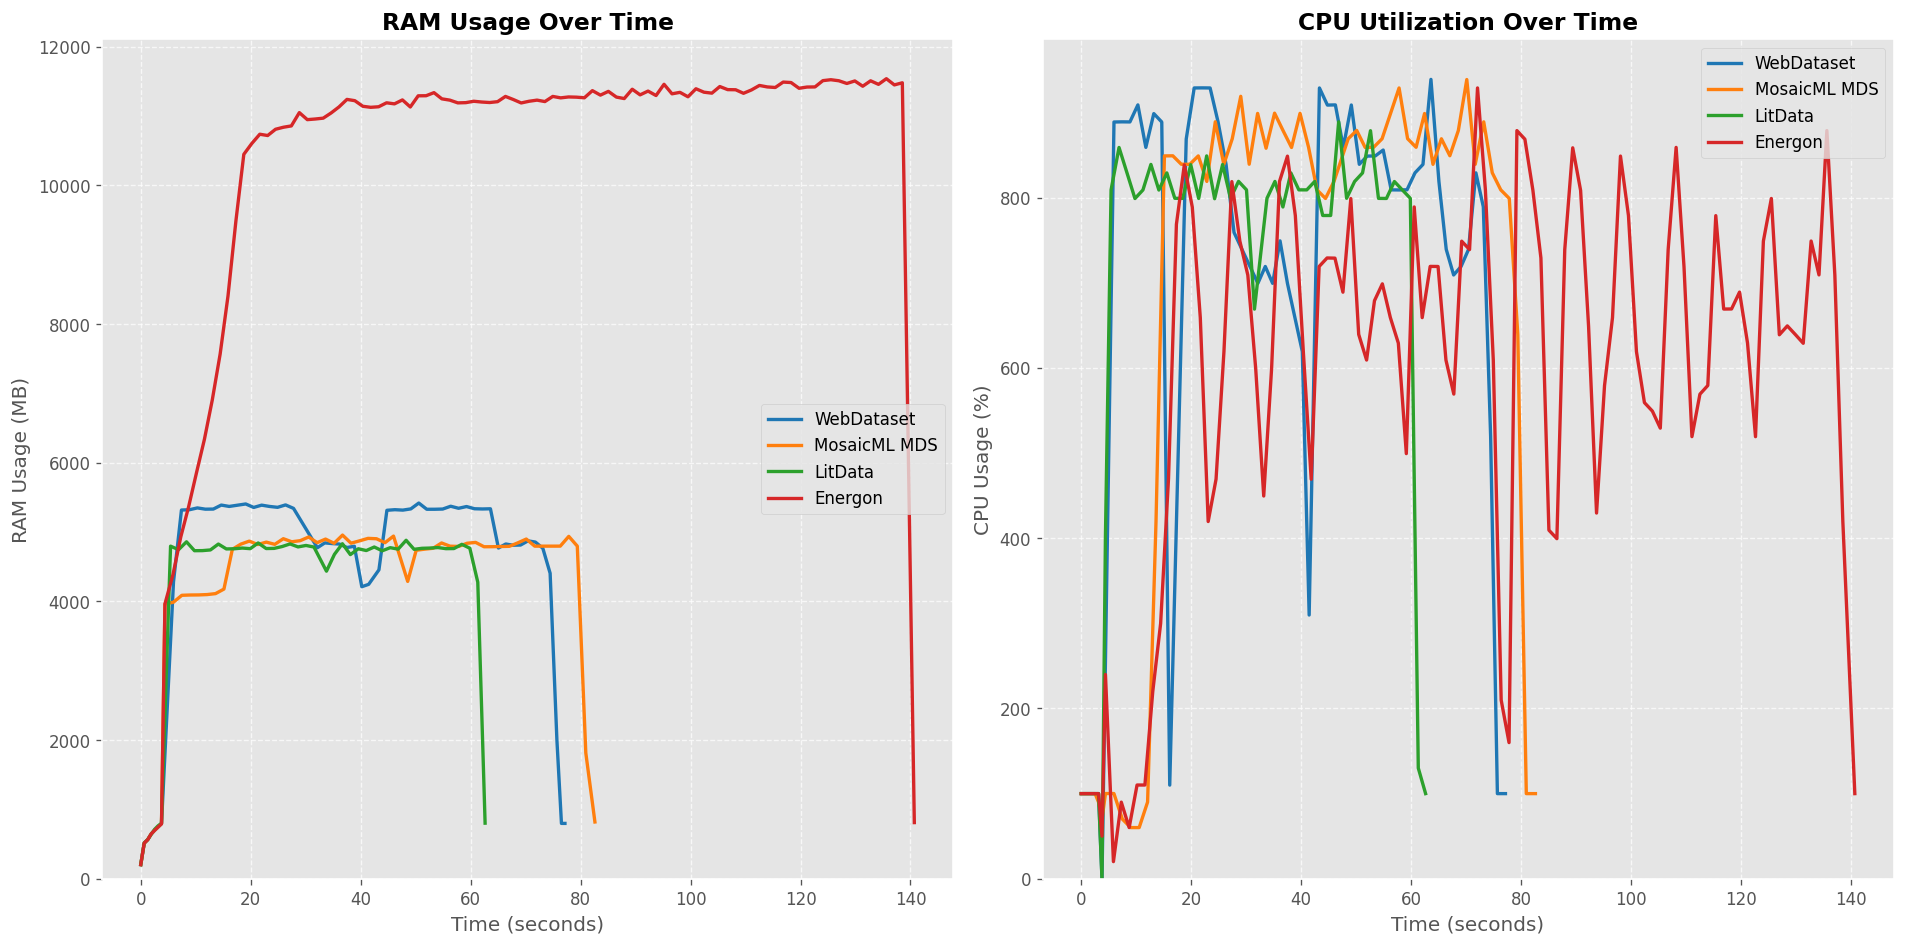 RAM Usage Over Time
RAM Usage (MB)
12000
10000
8000
6000
4000
2000
0
0 20 40 60 80 100 120 140
Time (seconds)
WebDataset
MosaicML MDS
LitData
Energon
CPU Utilization Over Time
CPU Usage (%)
800
600
400
200
0
0 20 40 60 80 100 120 140
Time (seconds)
WebDataset
MosaicML MDS
LitData
Energon